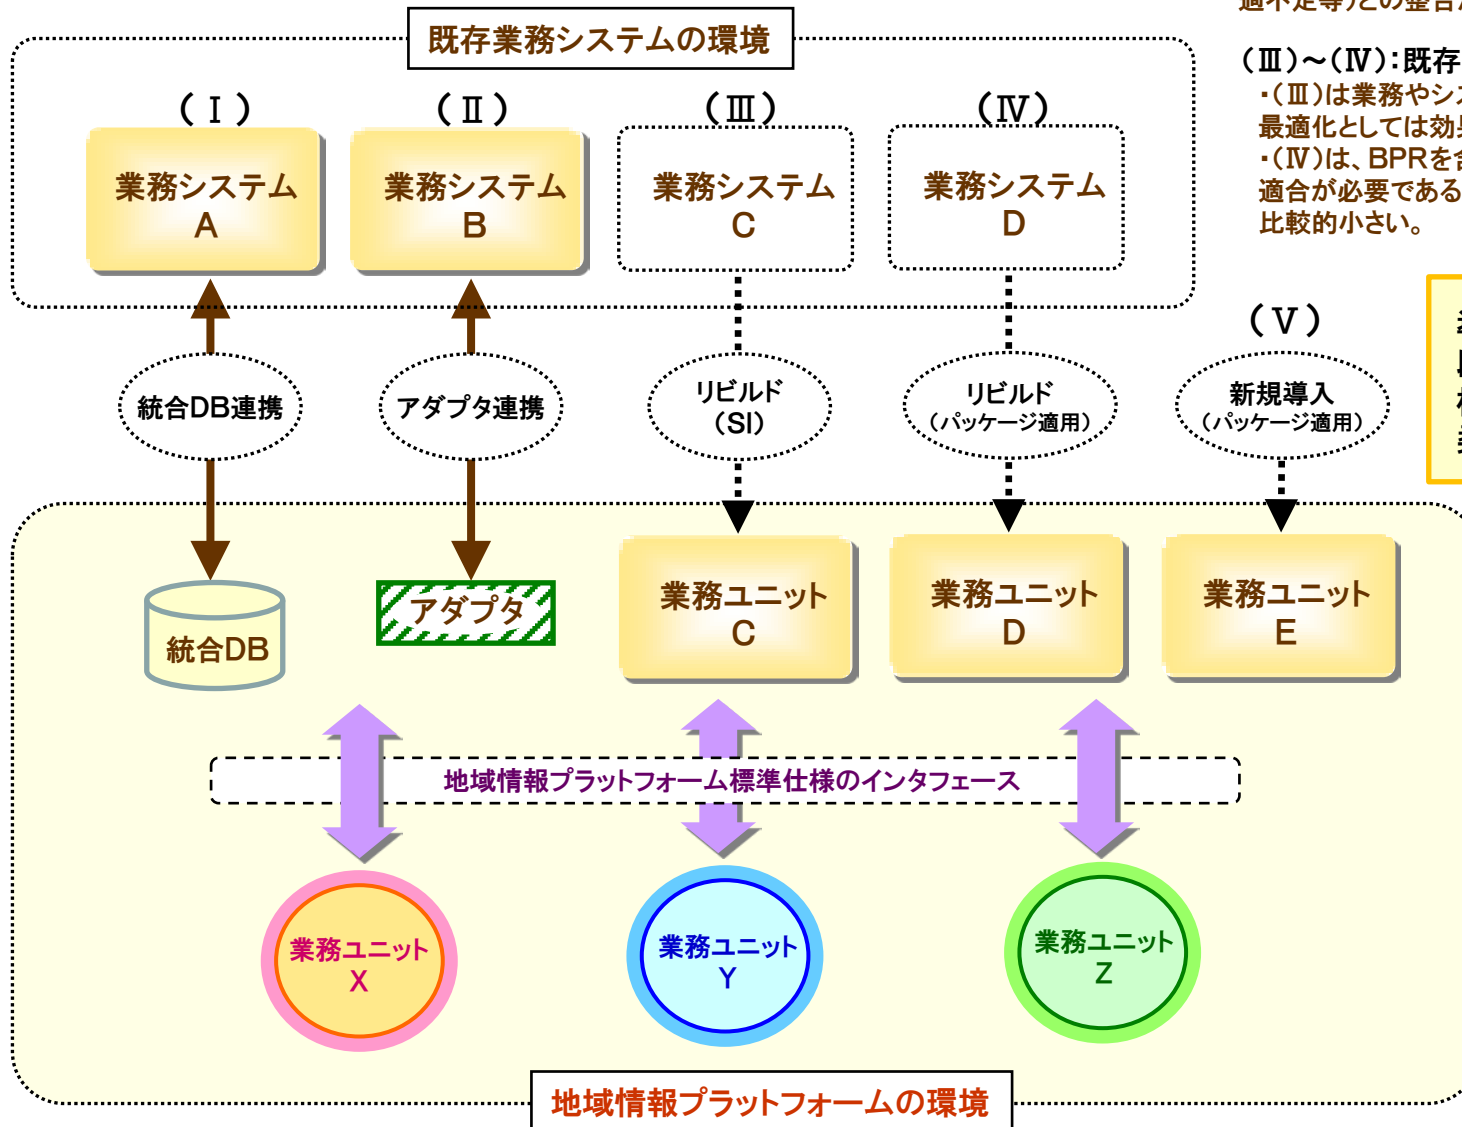 適不足等)との整合
既存業務システムの環境
(Ⅲ)～(Ⅳ):既存
・(Ⅲ)は業務やシス
最適化としては効果
・(Ⅳ)は、BPRを含
適合が必要である
比較的小さい。
(Ⅰ)
(Ⅱ)
(Ⅲ)
(Ⅳ)
業務システム
A
業務システム
B
業務システム
C
業務システム
D
(Ⅴ)
統合DB連携
アダプタ連携
リビルド
(SI)
リビルド
(パッケージ適用)
新規導入
(パッケージ適用)
統合DB
アダプタ
業務ユニット
C
業務ユニット
D
業務ユニット
E
地域情報プラットフォーム標準仕様のインタフェース
業務ユニット
X
業務ユニット
Y
業務ユニット
Z
地域情報プラットフォームの環境